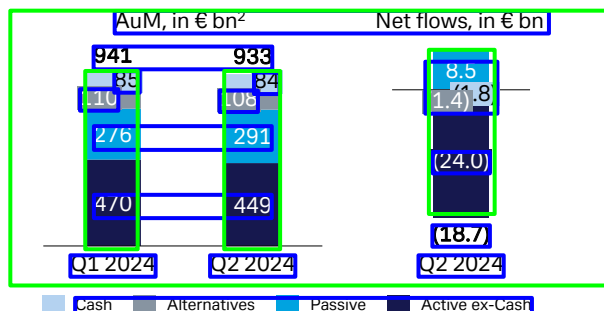 AuM, in € bn² Net flows, in € bn
941 933
85 84 8.5
110 108 (1.8)
1.4)
276 291 (24.0)
470 449
(18.7)
Q1 2024 Q2 2024 Q2 2024
Cash Alternatives Passive Active ex-Cash